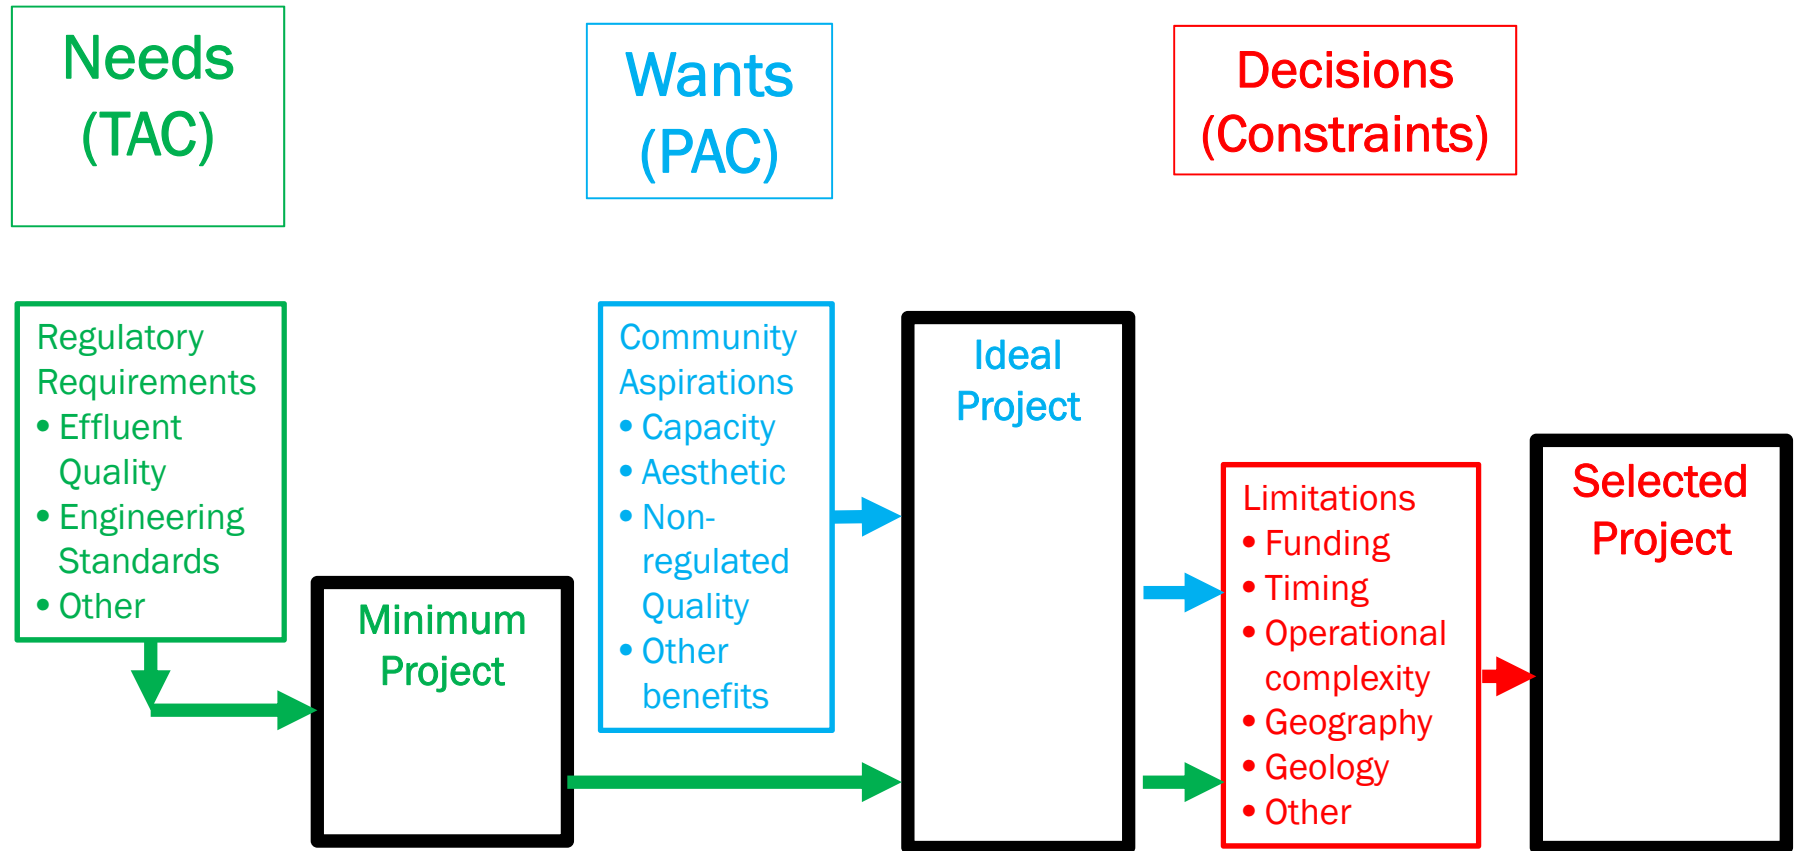 Needs
(TAC)
Wants
(PAC)
Decisions
(Constraints)
Regulatory
Requirements
• Effluent
Quality
• Engineering
Standards
• Other
Minimum
Project
Community
Aspirations
• Capacity
• Aesthetic
• Non-
regulated
Quality
• Other
benefits
Ideal
Project
Limitations
• Funding
• Timing
• Operational
complexity
• Geography
• Geology
• Other
Selected
Project